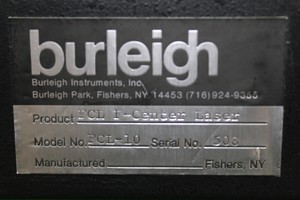 burleigh
Burleigh Instruments, Inc.
Burleigh Park, Fishers, NY 14453 (716)924-9355
Product FCL F-Center Laser
Model No. FCL-10 Serial No. 508
Manufactured Fishers, NY